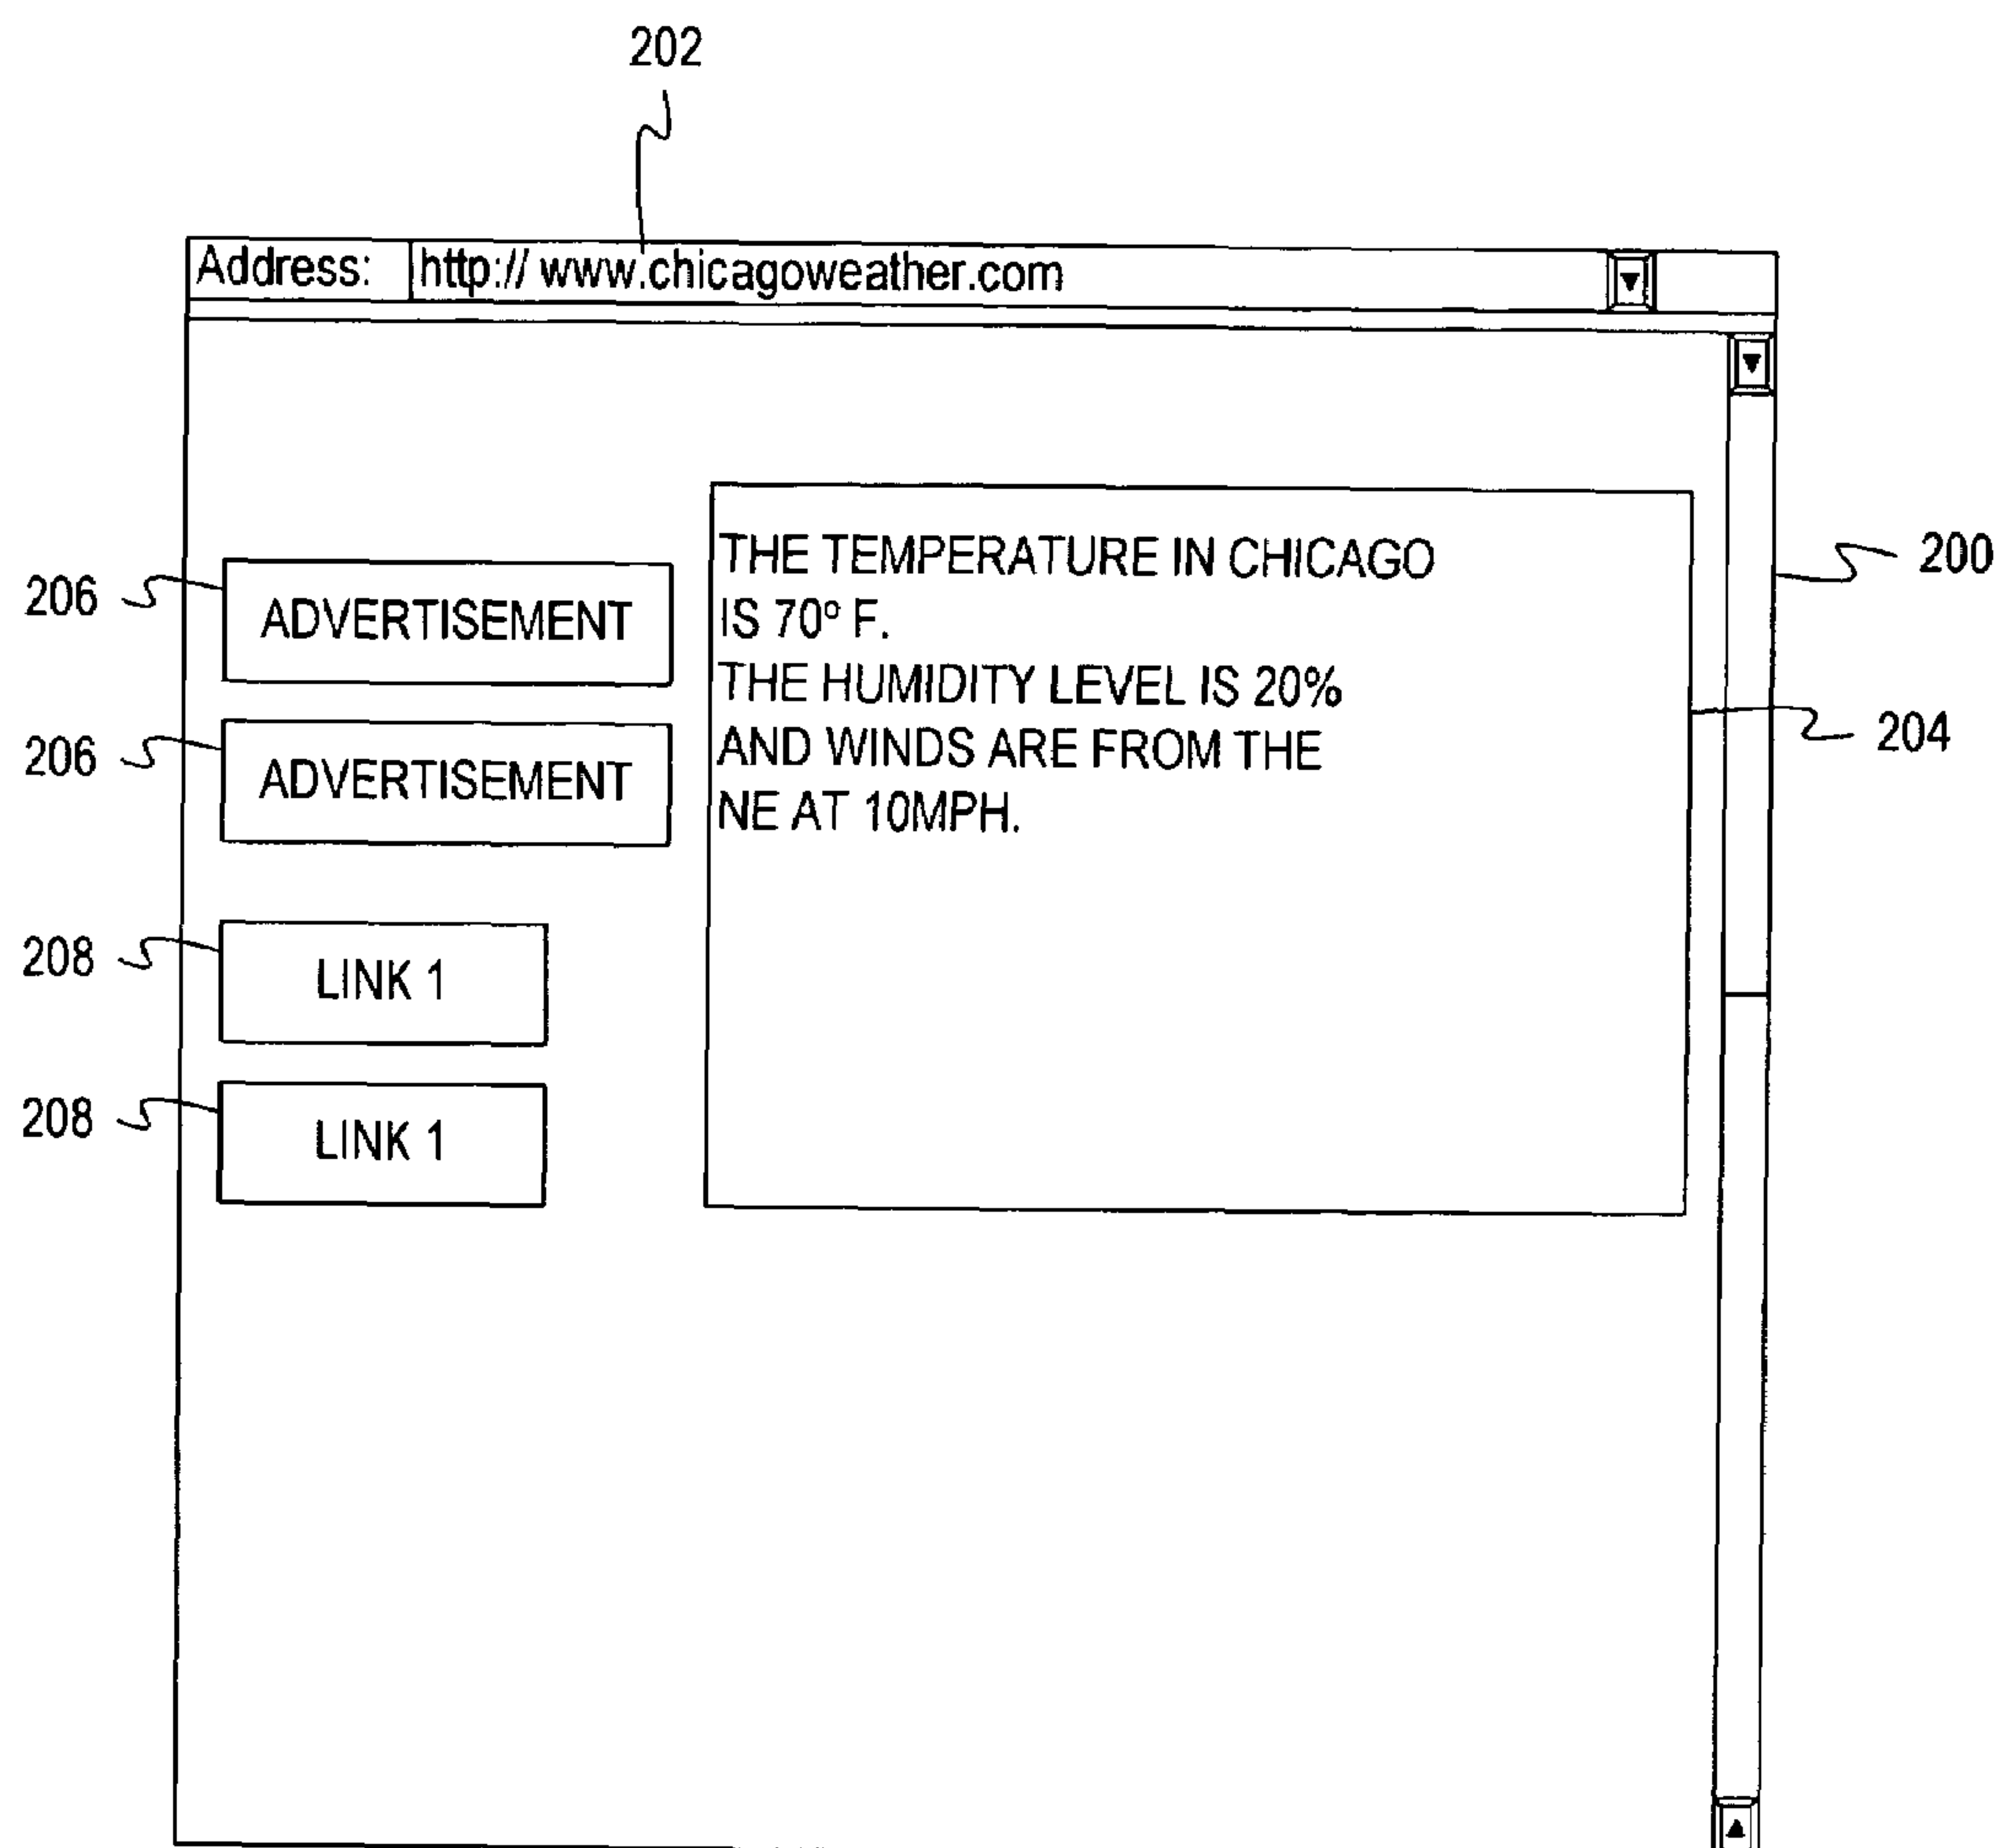 202
Address: http:// www.chicagoweather.com
THE TEMPERATURE IN CHICAGO
IS 70° F.
THE HUMIDITY LEVEL IS 20%
AND WINDS ARE FROM THE
NE AT 10MPH.
200
204
206 ADVERTISEMENT
206 ADVERTISEMENT
208 LINK 1
208 LINK 1